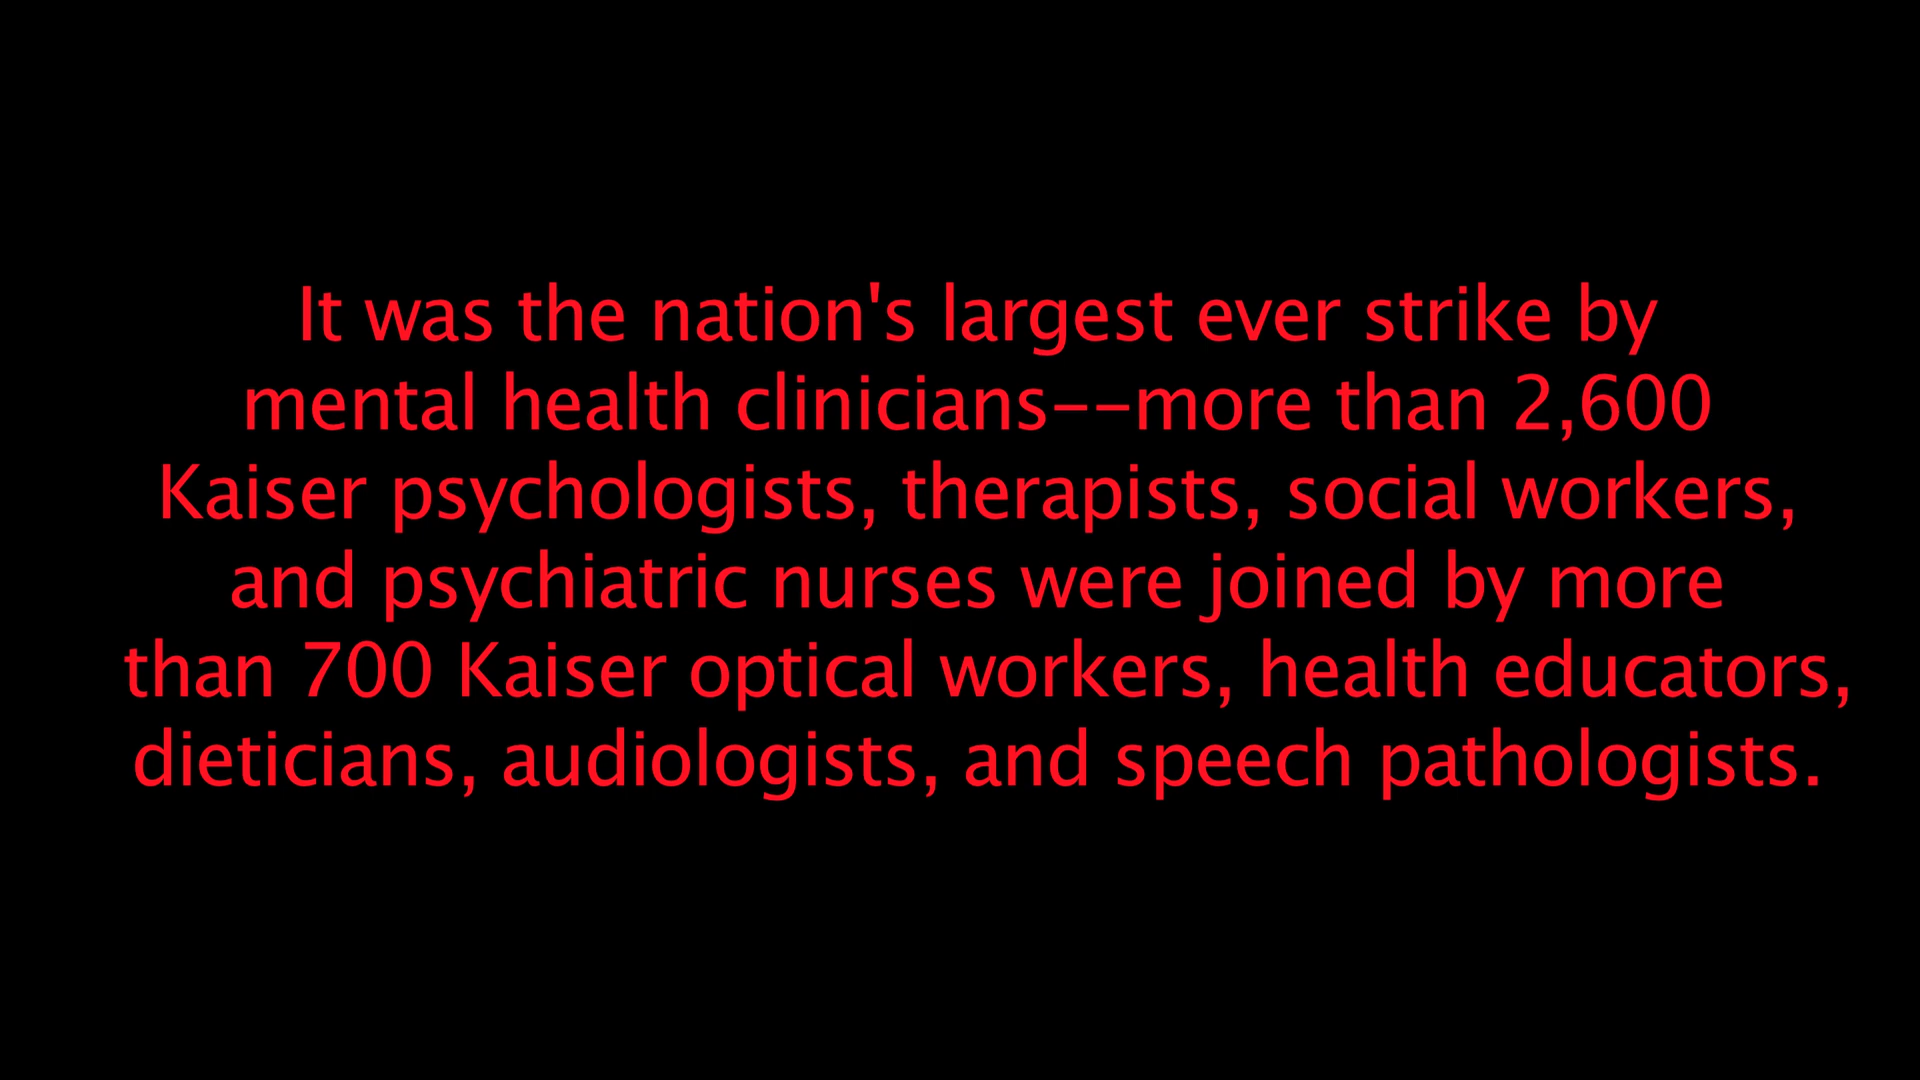 It was the nation's largest ever strike by
mental health clinicians--more than 2,600
Kaiser psychologists, therapists, social workers,
and psychiatric nurses were joined by more
than 700 Kaiser optical workers, health educators,
dieticians, audiologists, and speech pathologists.